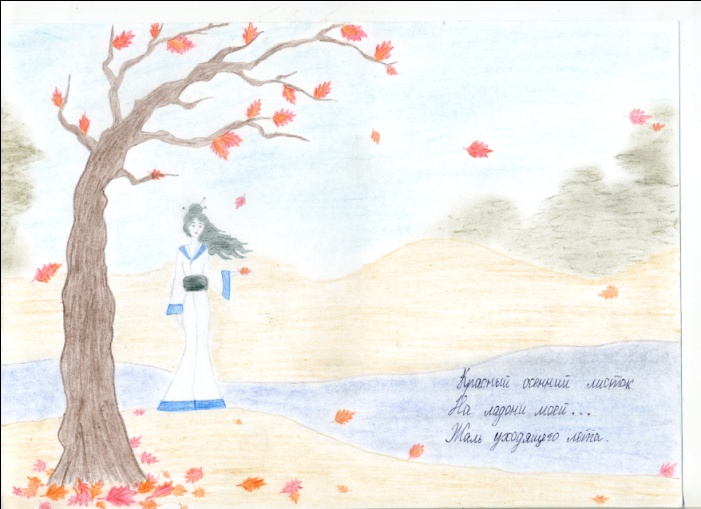 Красный осенний листок
На ладони моей...
Жаль уходящего лета.